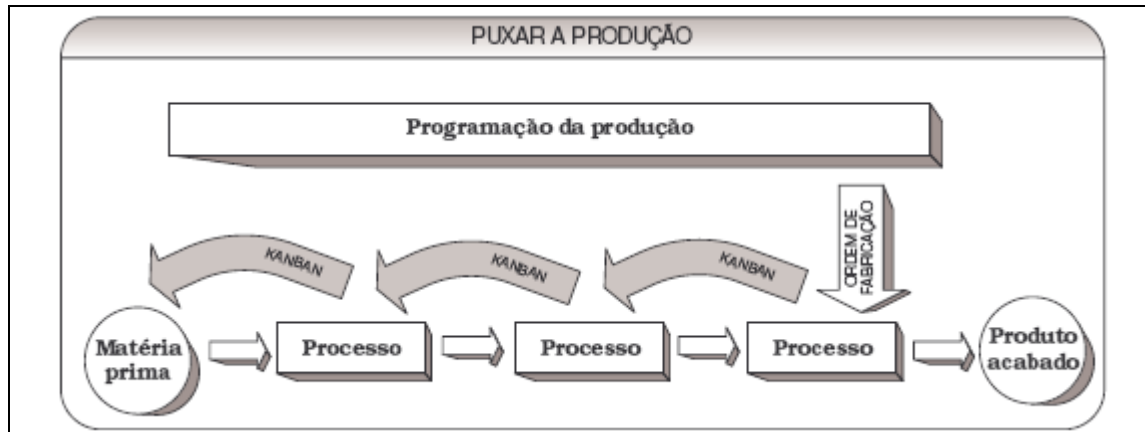 PUXAR A PRODUÇÃO
Programação da produção
ORDEM DE
FABRICAÇÃO
KANBAN
KANBAN
KANBAN
Matéria
prima
Processo
Processo
Processo
Produto
acabado